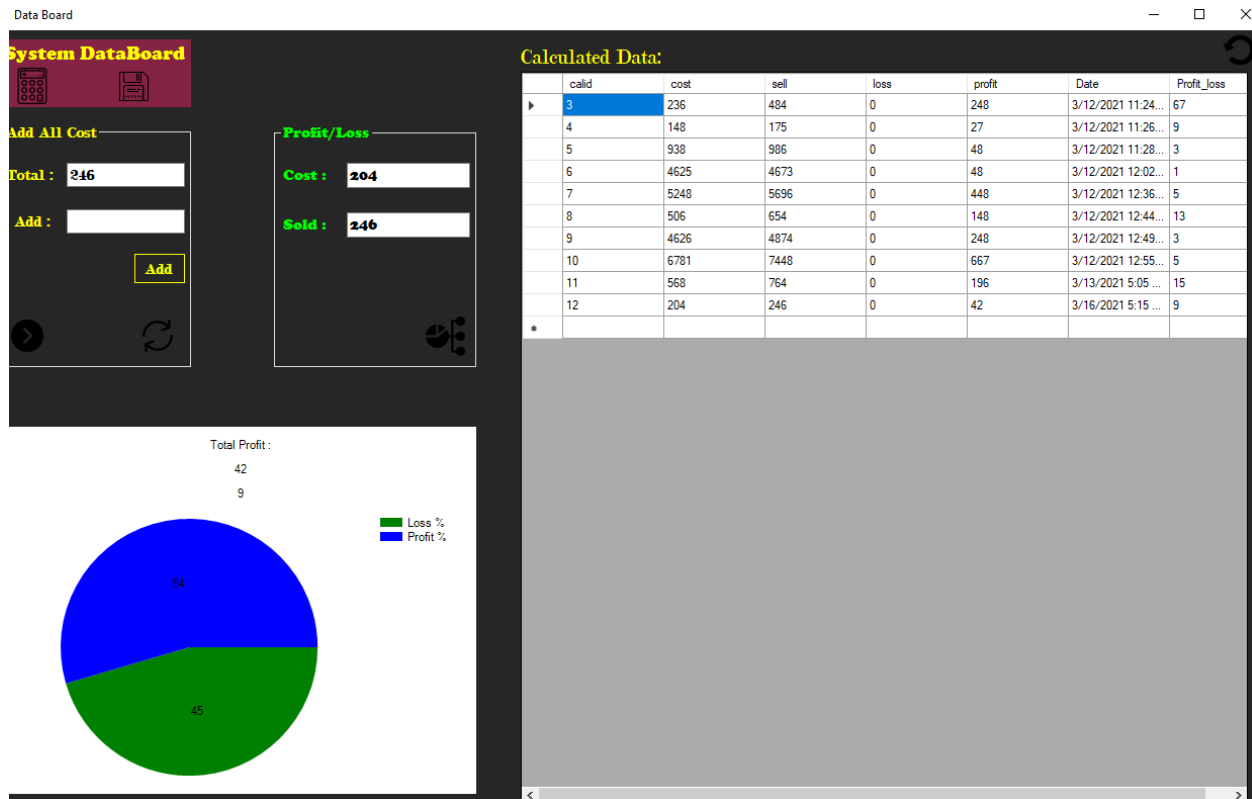 Data Board
System DataBoard
Add All Cost
Total : 246
Add :
Add
Profit/Loss
Cost : 204
Sold : 246
Total Profit :
42
9
Loss %
Profit %
54
45
Calculated Data:
calid cost sell loss profit Date Profit_loss
3 236 484 0 248 3/12/2021 11:24... 67
4 148 175 0 27 3/12/2021 11:26... 9
5 938 986 0 48 3/12/2021 11:28... 3
6 4625 4673 0 48 3/12/2021 12:02... 1
7 5248 5696 0 448 3/12/2021 12:36... 5
8 506 654 0 148 3/12/2021 12:44... 13
9 4626 4874 0 248 3/12/2021 12:49... 3
10 6781 7448 0 667 3/12/2021 12:55... 5
11 568 764 0 196 3/13/2021 5:05 ... 15
12 204 246 0 42 3/16/2021 5:15 ... 9